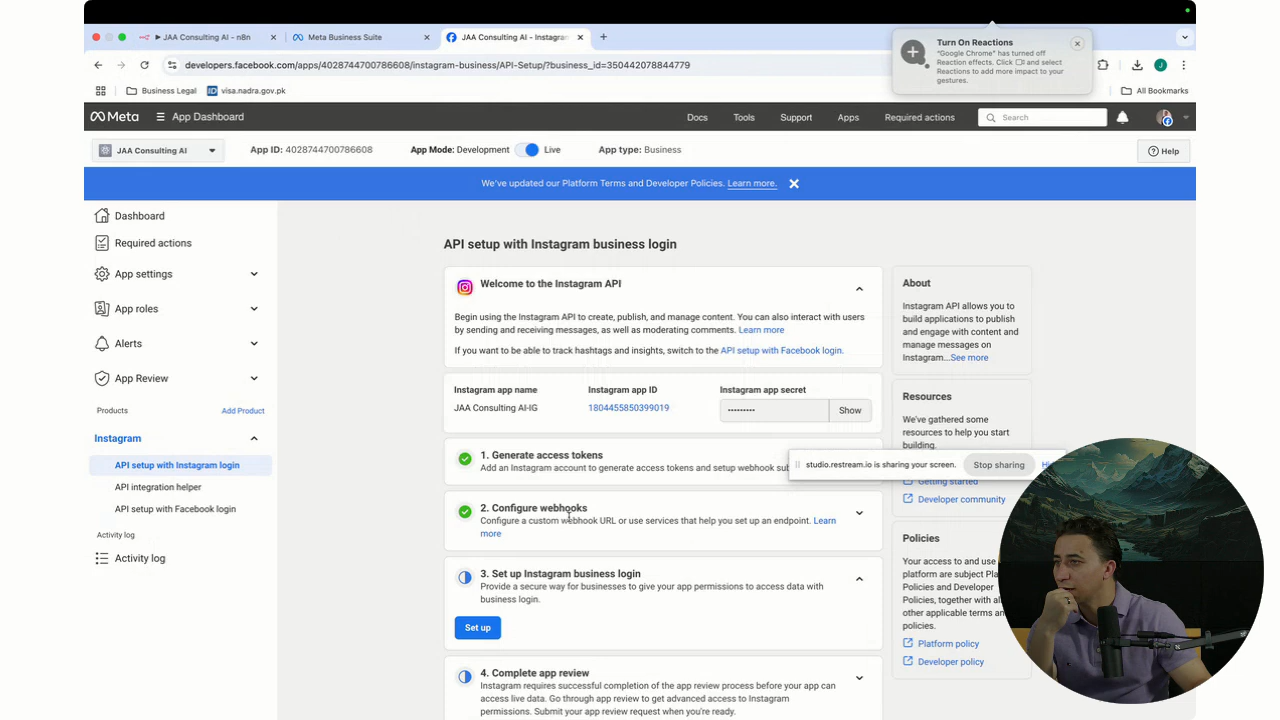 JAA Consulting AI - n8n
Meta Business Suite
JAA Consulting AI - Instagra
developers.facebook.com/apps/4028744700786608/instagram-business/API-Setup/?business_id=350442078844779
Turn On Reactions
"Google Chrome" has turned off
Reaction effects. Click
and select
Reactions to add more impact to your
gestures.
Business Legal
visa.nadra.gov.pk
All Bookmarks
Meta
App Dashboard
Docs
Tools
Support
Apps
Required actions
Search
JAA Consulting AI
App ID: 4028744700786608
App Mode: Development
Live
App type: Business
Help
We've updated our Platform Terms and Developer Policies. Learn more.
Dashboard
Required actions
App settings
App roles
Alerts
App Review
Products
Add Product
Instagram
API setup with Instagram login
API integration helper
API setup with Facebook login
Activity log
Activity log
API setup with Instagram business login
Welcome to the Instagram API
Begin using the Instagram API to create, publish, and manage content. You can also interact with users
by sending and receiving messages, as well as moderating comments. Learn more
If you want to be able to track hashtags and insights, switch to the API setup with Facebook login.
Instagram app name
JAA Consulting AI-IG
Instagram app ID
1804455850399019
Instagram app secret
Show
1. Generate access tokens
Add an Instagram account to generate access tokens and setup webhook
2. Configure webhooks
Configure a custom webhook URL or use services that help you set up an endpoint. Learn
more
3. Set up Instagram business login
Provide a secure way for businesses to give your app permissions to access data with
business login.
Set up
4. Complete app review
Instagram requires successful completion of the app review process before your app can
access live data. Go through app review to get advanced access to Instagram
permissions. Submit your app review request when you're ready.
About
Instagram API allows you to
build applications to publish
and engage with content and
manage messages on
Instagram...See more
Resources
We've gathered some
resources to help you start
building.
studio.restream.io is sharing your screen.
Stop sharing
Getting started
Developer community
Policies
Your access to and use
platform are subject
Policies and Developer
Policies, together with
other applicable terms
policies.
Platform policy
Developer policy